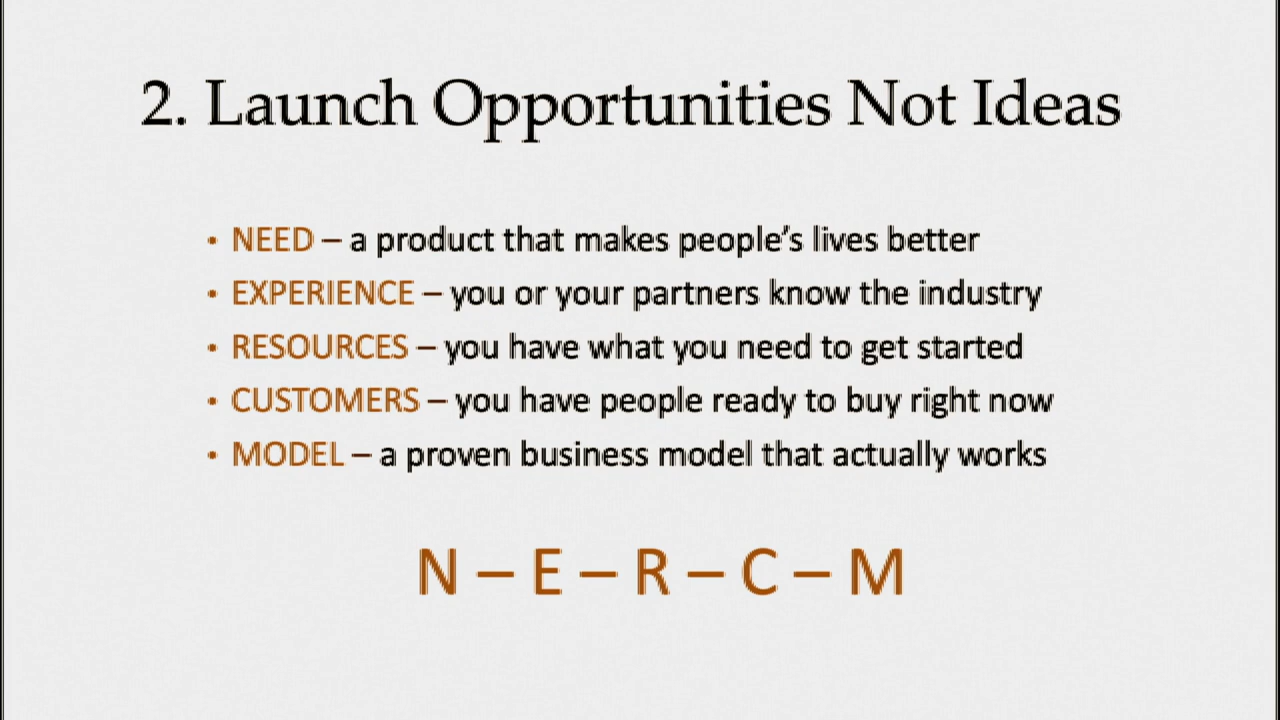 2. Launch Opportunities Not Ideas
• NEED – a product that makes people’s lives better
• EXPERIENCE – you or your partners know the industry
• RESOURCES – you have what you need to get started
• CUSTOMERS – you have people ready to buy right now
• MODEL – a proven business model that actually works
N – E – R – C – M